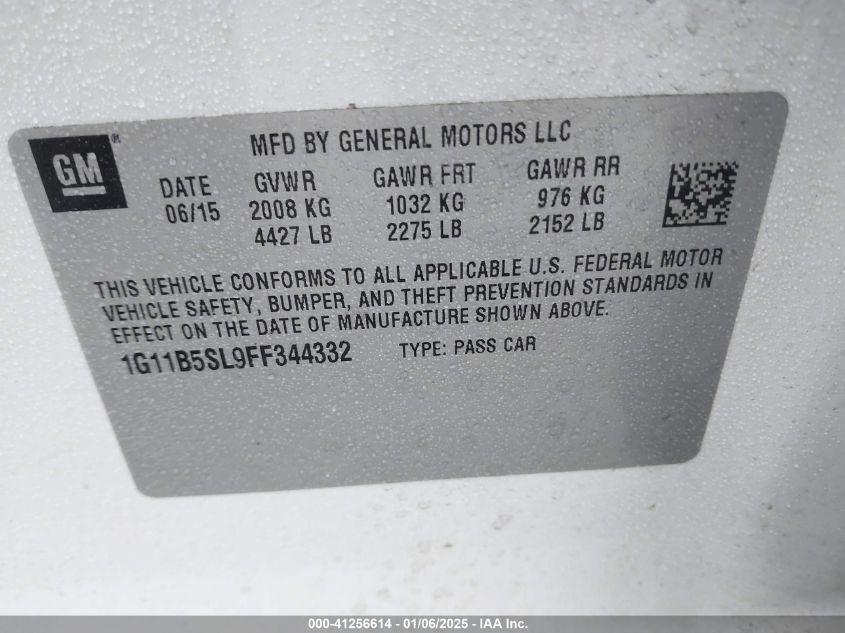 GM®
MFD BY GENERAL MOTORS LLC
DATE GVWR GAWR FRT GAWR RR
06/15 2008 KG 1032 KG 976 KG
4427 LB 2275 LB 2152 LB
THIS VEHICLE CONFORMS TO ALL APPLICABLE U.S. FEDERAL MOTOR
VEHICLE SAFETY, BUMPER, AND THEFT PREVENTION STANDARDS IN
EFFECT ON THE DATE OF MANUFACTURE SHOWN ABOVE.
1G11B5SL9FF344332 TYPE: PASS CAR
000-41256614 - 01/06/2025 - IAA Inc.